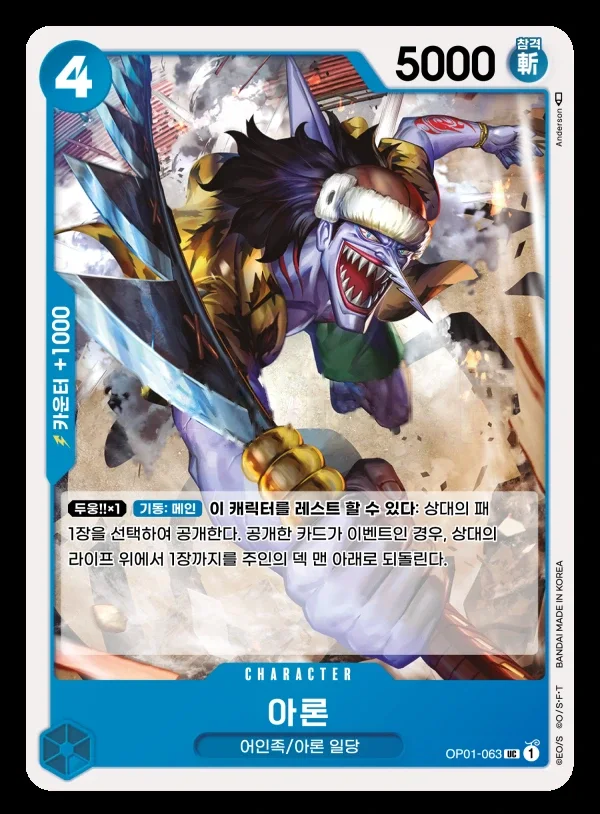 4
5000
참격
斬
Anderson
카운터 +1000
두웅!!×1 기동: 메인 이 캐릭터를 레스트 할 수 있다: 상대의 패
1장을 선택하여 공개한다. 공개한 카드가 이벤트인 경우, 상대의
라이프 위에서 1장까지를 주인의 덱 맨 아래로 되돌린다.
CHARACTER
아론
어인족/아론 일당
OP01-063 UC 1
©EO/S ©O/S·F·T BANDAI MADE IN KOREA